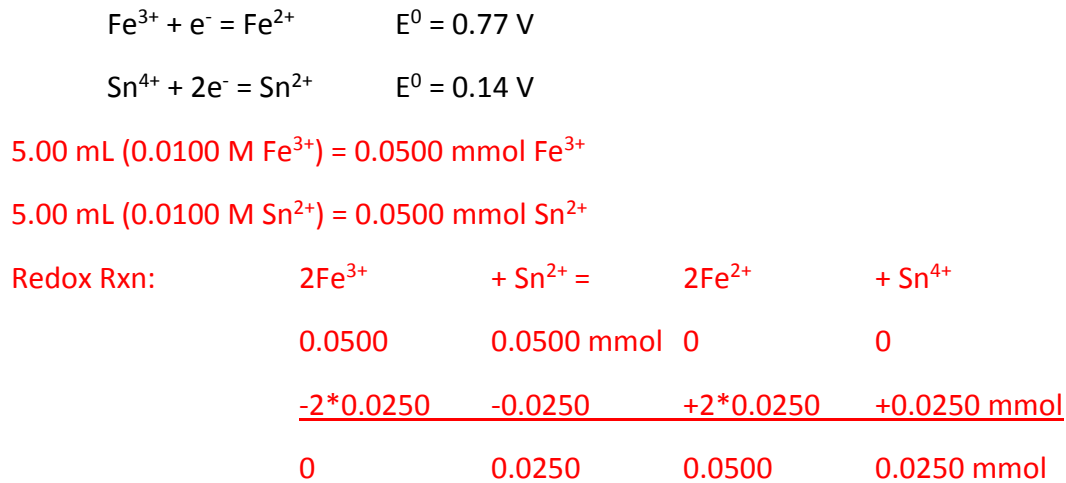 Fe³⁺ + e⁻ = Fe²⁺ E⁰ = 0.77 V
Sn⁴⁺ + 2e⁻ = Sn²⁺ E⁰ = 0.14 V
5.00 mL (0.0100 M Fe³⁺) = 0.0500 mmol Fe³⁺
5.00 mL (0.0100 M Sn²⁺) = 0.0500 mmol Sn²⁺
Redox Rxn: 2Fe³⁺ + Sn²⁺ = 2Fe²⁺ + Sn⁴⁺
0.0500 0.0500 mmol 0 0
-2*0.0250 -0.0250 +2*0.0250 +0.0250 mmol
0 0.0250 0.0500 0.0250 mmol